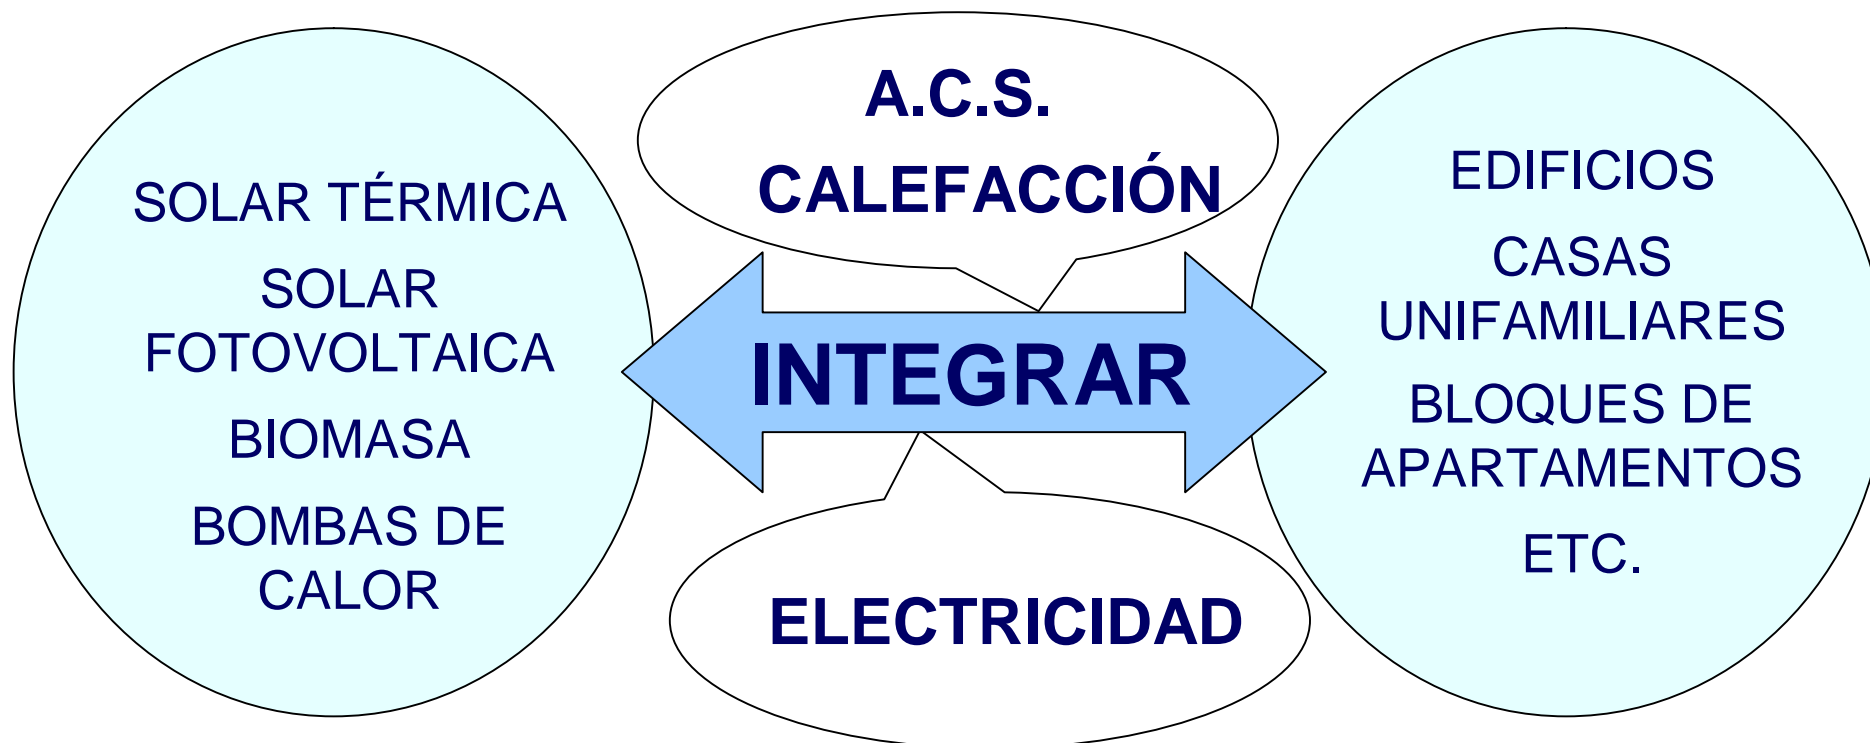 SOLAR TÉRMICA
SOLAR
FOTOVOLTAICA
BIOMASA
BOMBAS DE
CALOR
A.C.S.
CALEFACCIÓN
INTEGRAR
ELECTRICIDAD
EDIFICIOS
CASAS
UNIFAMILIARES
BLOQUES DE
APARTAMENTOS
ETC.